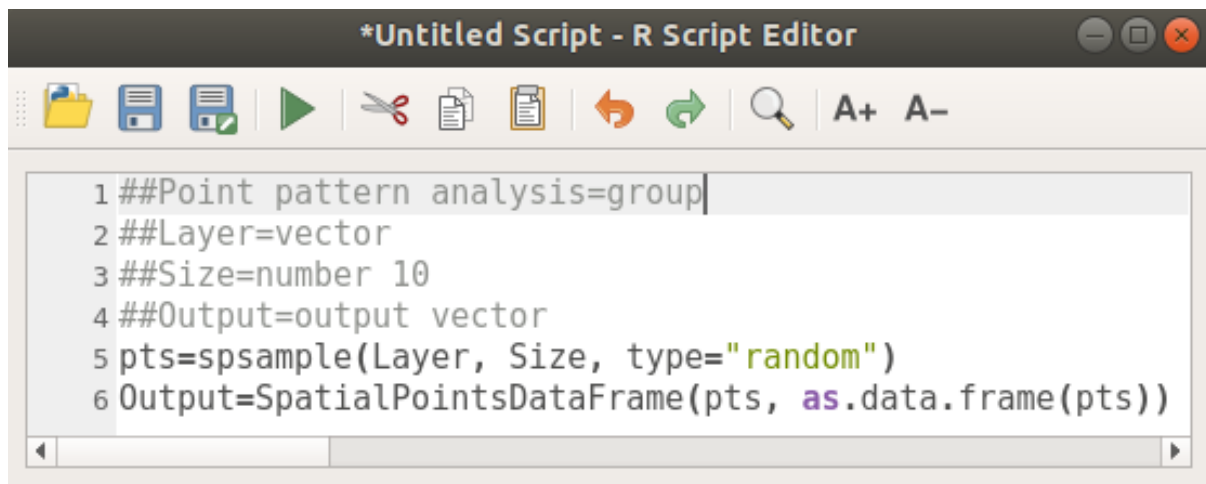 *Untitled Script - R Script Editor
A+ A-
1 ##Point pattern analysis=group
2 ##Layer=vector
3 ##Size=number 10
4 ##Output=output vector
5 pts=spsample(Layer, Size, type="random")
6 Output=SpatialPointsDataFrame(pts, as.data.frame(pts))